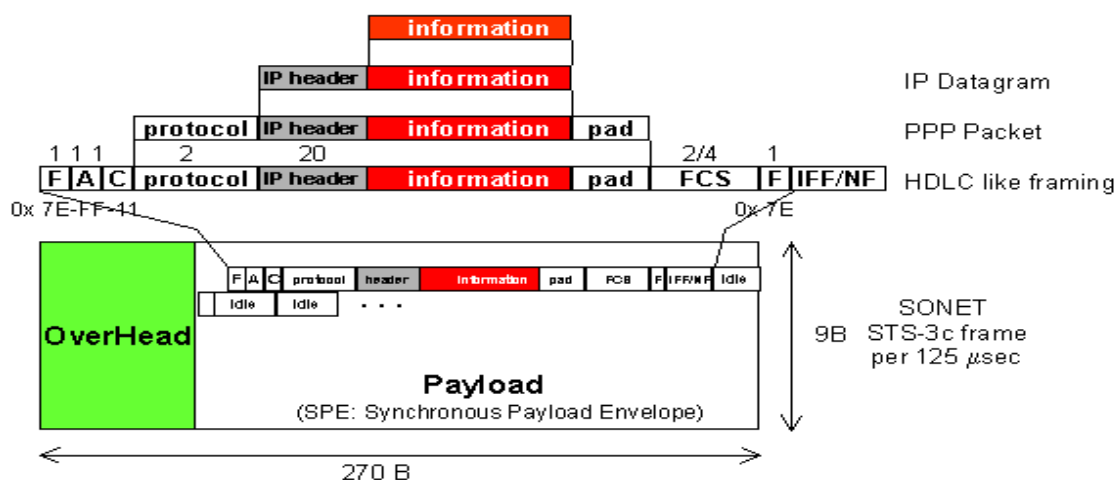 information
IP header information IP Datagram
protocol IP header information pad PPP Packet
1 1 1 2 20 2/4 1
F A C protocol IP header information pad FCS F IFF/NF HDLC like framing
0x 7E-FF-11 0x 7E
F A C protocol header information pad FCS F IFF/NF Idle
Idle Idle . . .
OverHead
9B
SONET
STS-3c frame
per 125 μsec
Payload
(SPE: Synchronous Payload Envelope)
270 B